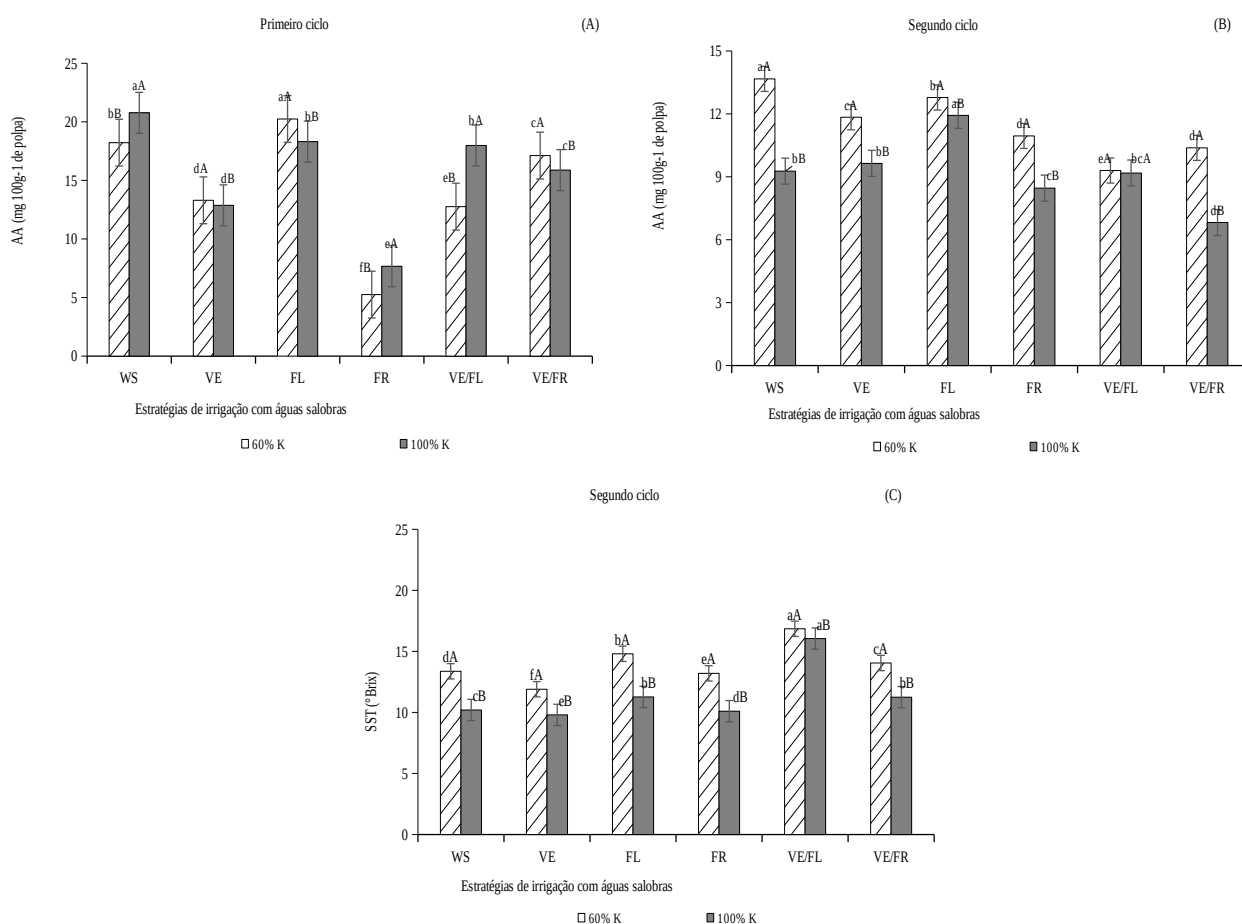 Primeiro ciclo (A)
AA (mg 100g-1 de polpa)
25
20
15
10
5
0
bB aA dA dB aA bB fB eA eB bA cA cB
WS VE FL FR VE/FL VE/FR
Estratégias de irrigação com águas salobras
60% K 100% K
Segundo ciclo (B)
AA (mg 100g-1 de polpa)
15
12
9
6
3
0
aA bB cA bB bA aB dA cB eA bcA dA dB
WS VE FL FR VE/FL VE/FR
Estratégias de irrigação com águas salobras
60% K 100% K
Segundo ciclo (C)
SST (°Brix)
25
20
15
10
5
0
dA cB fA eB bA bB eA dB aA aB cA bB
WS VE FL FR VE/FL VE/FR
Estratégias de irrigação com águas salobras
60% K 100% K